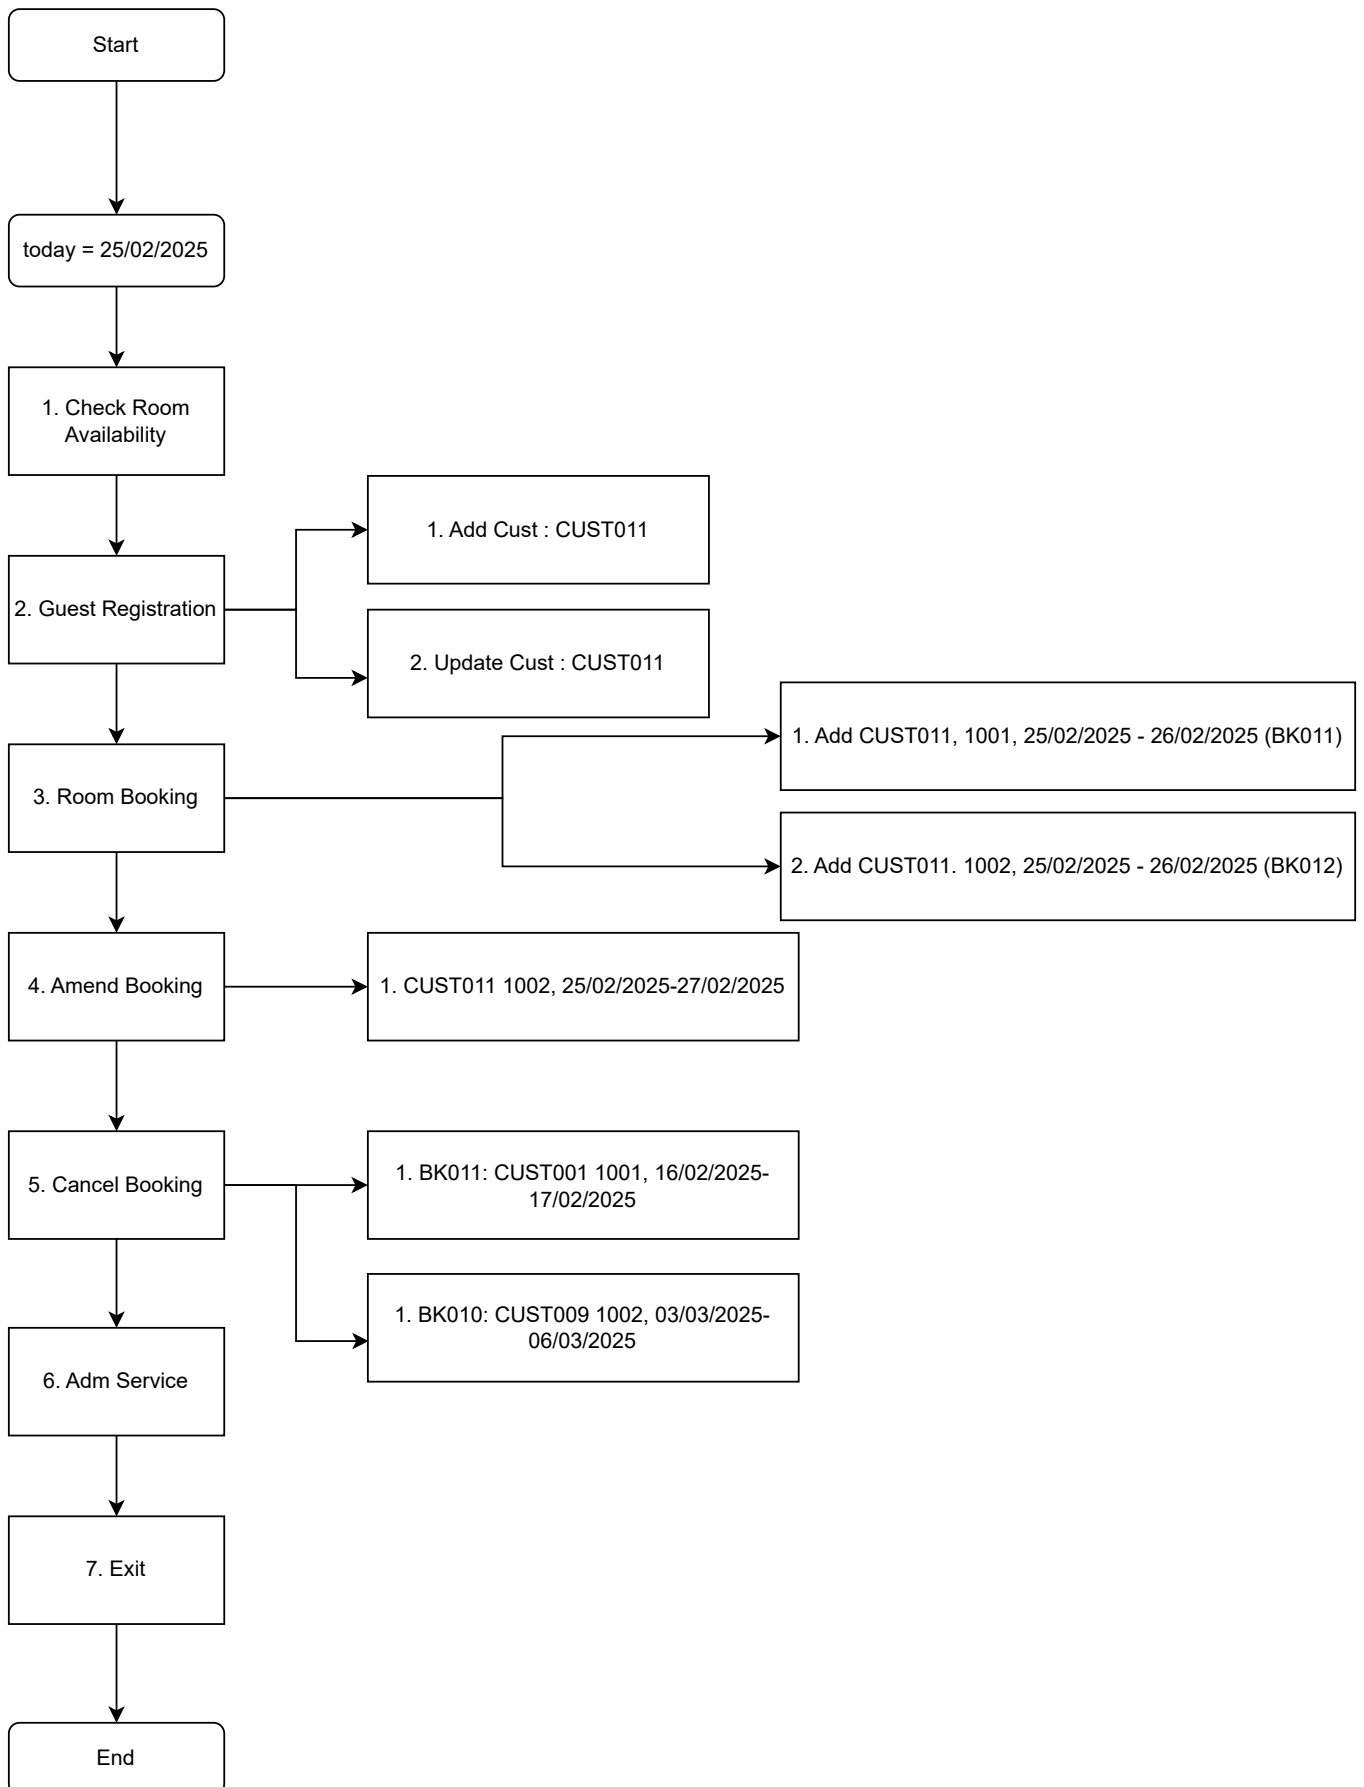 Start
today = 25/02/2025
1. Check Room
Availability
1. Add Cust : CUST011
2. Guest Registration
2. Update Cust : CUST011
1. Add CUST011, 1001, 25/02/2025 - 26/02/2025 (BK011)
3. Room Booking
2. Add CUST011. 1002, 25/02/2025 - 26/02/2025 (BK012)
4. Amend Booking
1. CUST011 1002, 25/02/2025-27/02/2025
5. Cancel Booking
1. BK011: CUST001 1001, 16/02/2025-
17/02/2025
1. BK010: CUST009 1002, 03/03/2025-
06/03/2025
6. Adm Service
7. Exit
End